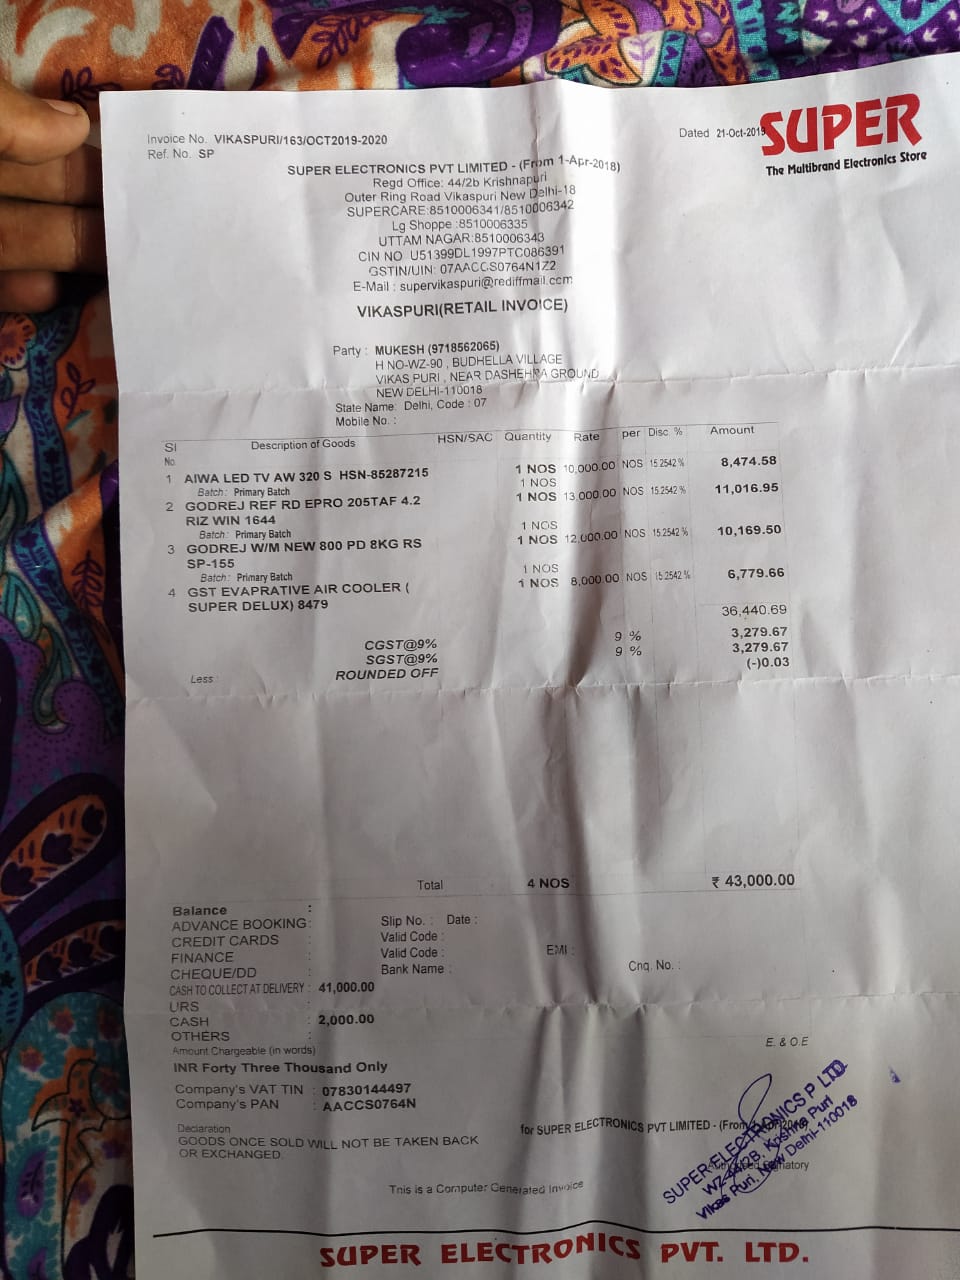 Invoice No. VIKASPURI/163/OCT2019-2020
Dated 21-Oct-2019
Ref. No. SP
SUPER
The Multibrand Electronics Store
SUPER ELECTRONICS PVT LIMITED - (From 1-Apr-2018)
Regd Office: 44/2b Krishnapuri
Outer Ring Road Vikaspuri New Delhi-18
SUPERCARE:8510006341/8510006342
Lg Shoppe :8510006335
UTTAM NAGAR:8510006343
CIN NO U51399DL1997PTC086391
GSTIN/UIN: 07AACCS0764N1Z2
E-Mail : supervikaspuri@rediffmail.com
VIKASPURI(RETAIL INVOICE)
Party : MUKESH (9718562065)
H NO-WZ-90 , BUDHELLA VILLAGE
VIKAS PURI , NEAR DASHEHRA GROUND
NEW DELHI-110018
State Name: Delhi, Code : 07
Mobile No. :
Sl No. Description of Goods HSN/SAC Quantity Rate per Disc. % Amount
1 AIWA LED TV AW 320 S HSN-85287215 1 NOS 10,000.00 NOS 15.2542 % 8,474.58
Batch: Primary Batch 1 NOS
2 GODREJ REF RD EPRO 205TAF 4.2 1 NOS 13,000.00 NOS 15.2542 % 11,016.95
RIZ WIN 1644
Batch: Primary Batch 1 NOS
3 GODREJ W/M NEW 800 PD 8KG RS 1 NOS 12,000.00 NOS 15.2542 % 10,169.50
SP-155
Batch: Primary Batch 1 NOS
4 GST EVAPRATIVE AIR COOLER ( 1 NOS 8,000.00 NOS 15.2542 % 6,779.66
SUPER DELUX) 8479
36,440.69
CGST@9% 9 % 3,279.67
SGST@9% 9 % 3,279.67
Less : ROUNDED OFF (-)0.03
Total 4 NOS ₹ 43,000.00
Balance :
ADVANCE BOOKING : Slip No. : Date :
CREDIT CARDS : Valid Code :
FINANCE : Valid Code : EMI :
CHEQUE/DD : Bank Name : Cnq. No. :
CASH TO COLLECT AT DELIVERY : 41,000.00
URS :
CASH : 2,000.00
OTHERS :
E. & O.E
Amount Chargeable (in words)
INR Forty Three Thousand Only
Company's VAT TIN : 07830144497
Company's PAN : AACCS0764N
Declaration
GOODS ONCE SOLD WILL NOT BE TAKEN BACK
OR EXCHANGED.
for SUPER ELECTRONICS PVT LIMITED - (From
Authorised Signatory
SUPER ELECTRONICS P LTD.
WZ-44/2B, Krishna Puri
Vikas Puri, New Delhi-110018
This is a Computer Generated Invoice
SUPER ELECTRONICS PVT. LTD.